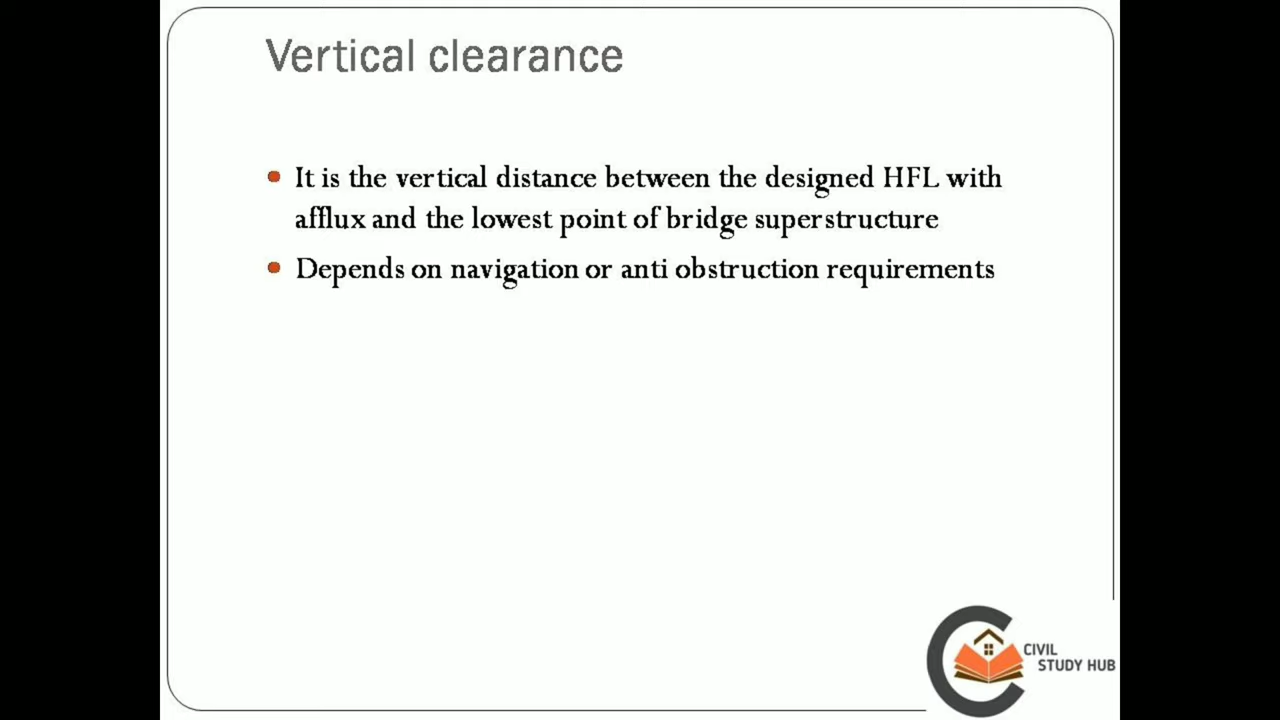 Vertical clearance
It is the vertical distance between the designed HFL with
afflux and the lowest point of bridge superstructure
Depends on navigation or anti obstruction requirements
CIVIL
STUDY HUB